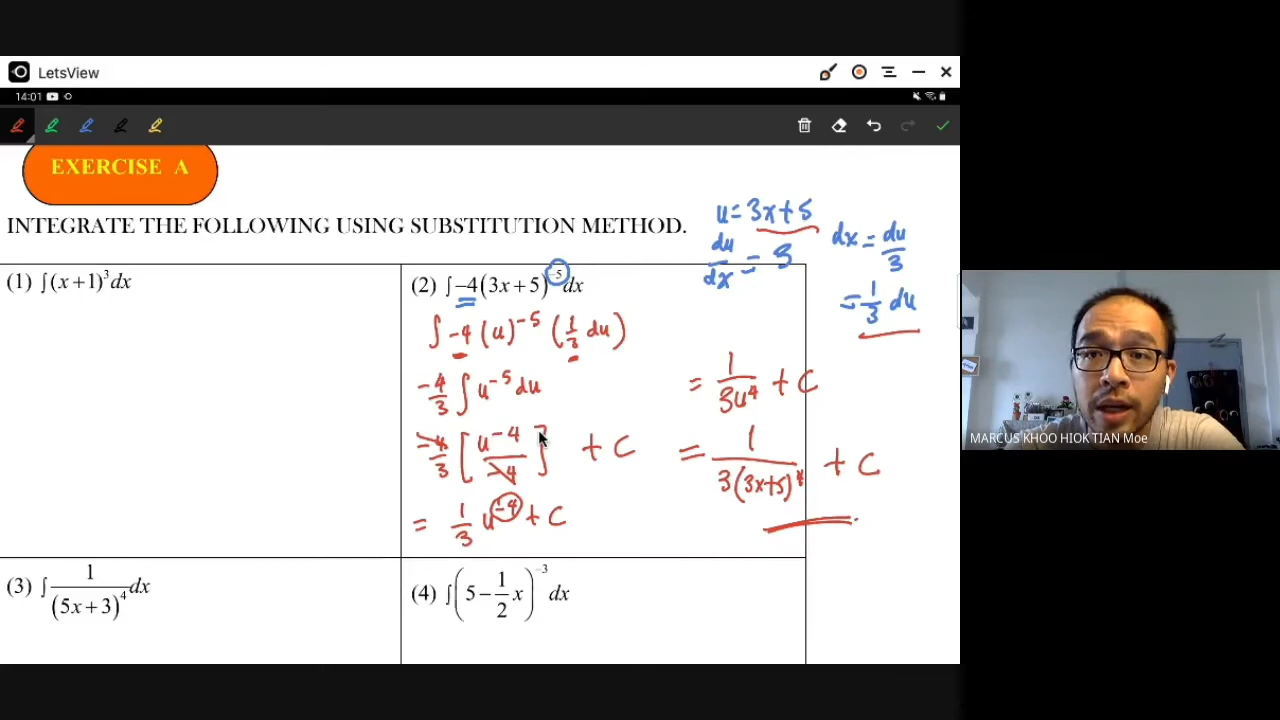 LetsView
14:01
EXERCISE A
INTEGRATE THE FOLLOWING USING SUBSTITUTION METHOD.
u = 3x + 5
du/dx = 3
dx = du/3
= 1/3 du
(1) ∫(x + 1)³dx
(2) ∫−4(3x + 5)⁻⁵dx
∫ −4 (u)⁻⁵ (1/3 du)
−4/3 ∫ u⁻⁵ du
−4/3 [u⁻⁴/−4] + C
= 1/3 u⁻⁴ + C
= 1/3u⁴ + C
= 1/3(3x+5)⁴ + C
(3) ∫ 1/(5x + 3)⁴ dx
(4) ∫(5 − 1/2 x)⁻³ dx
MARCUS KHOO HIOK TIAN Moe